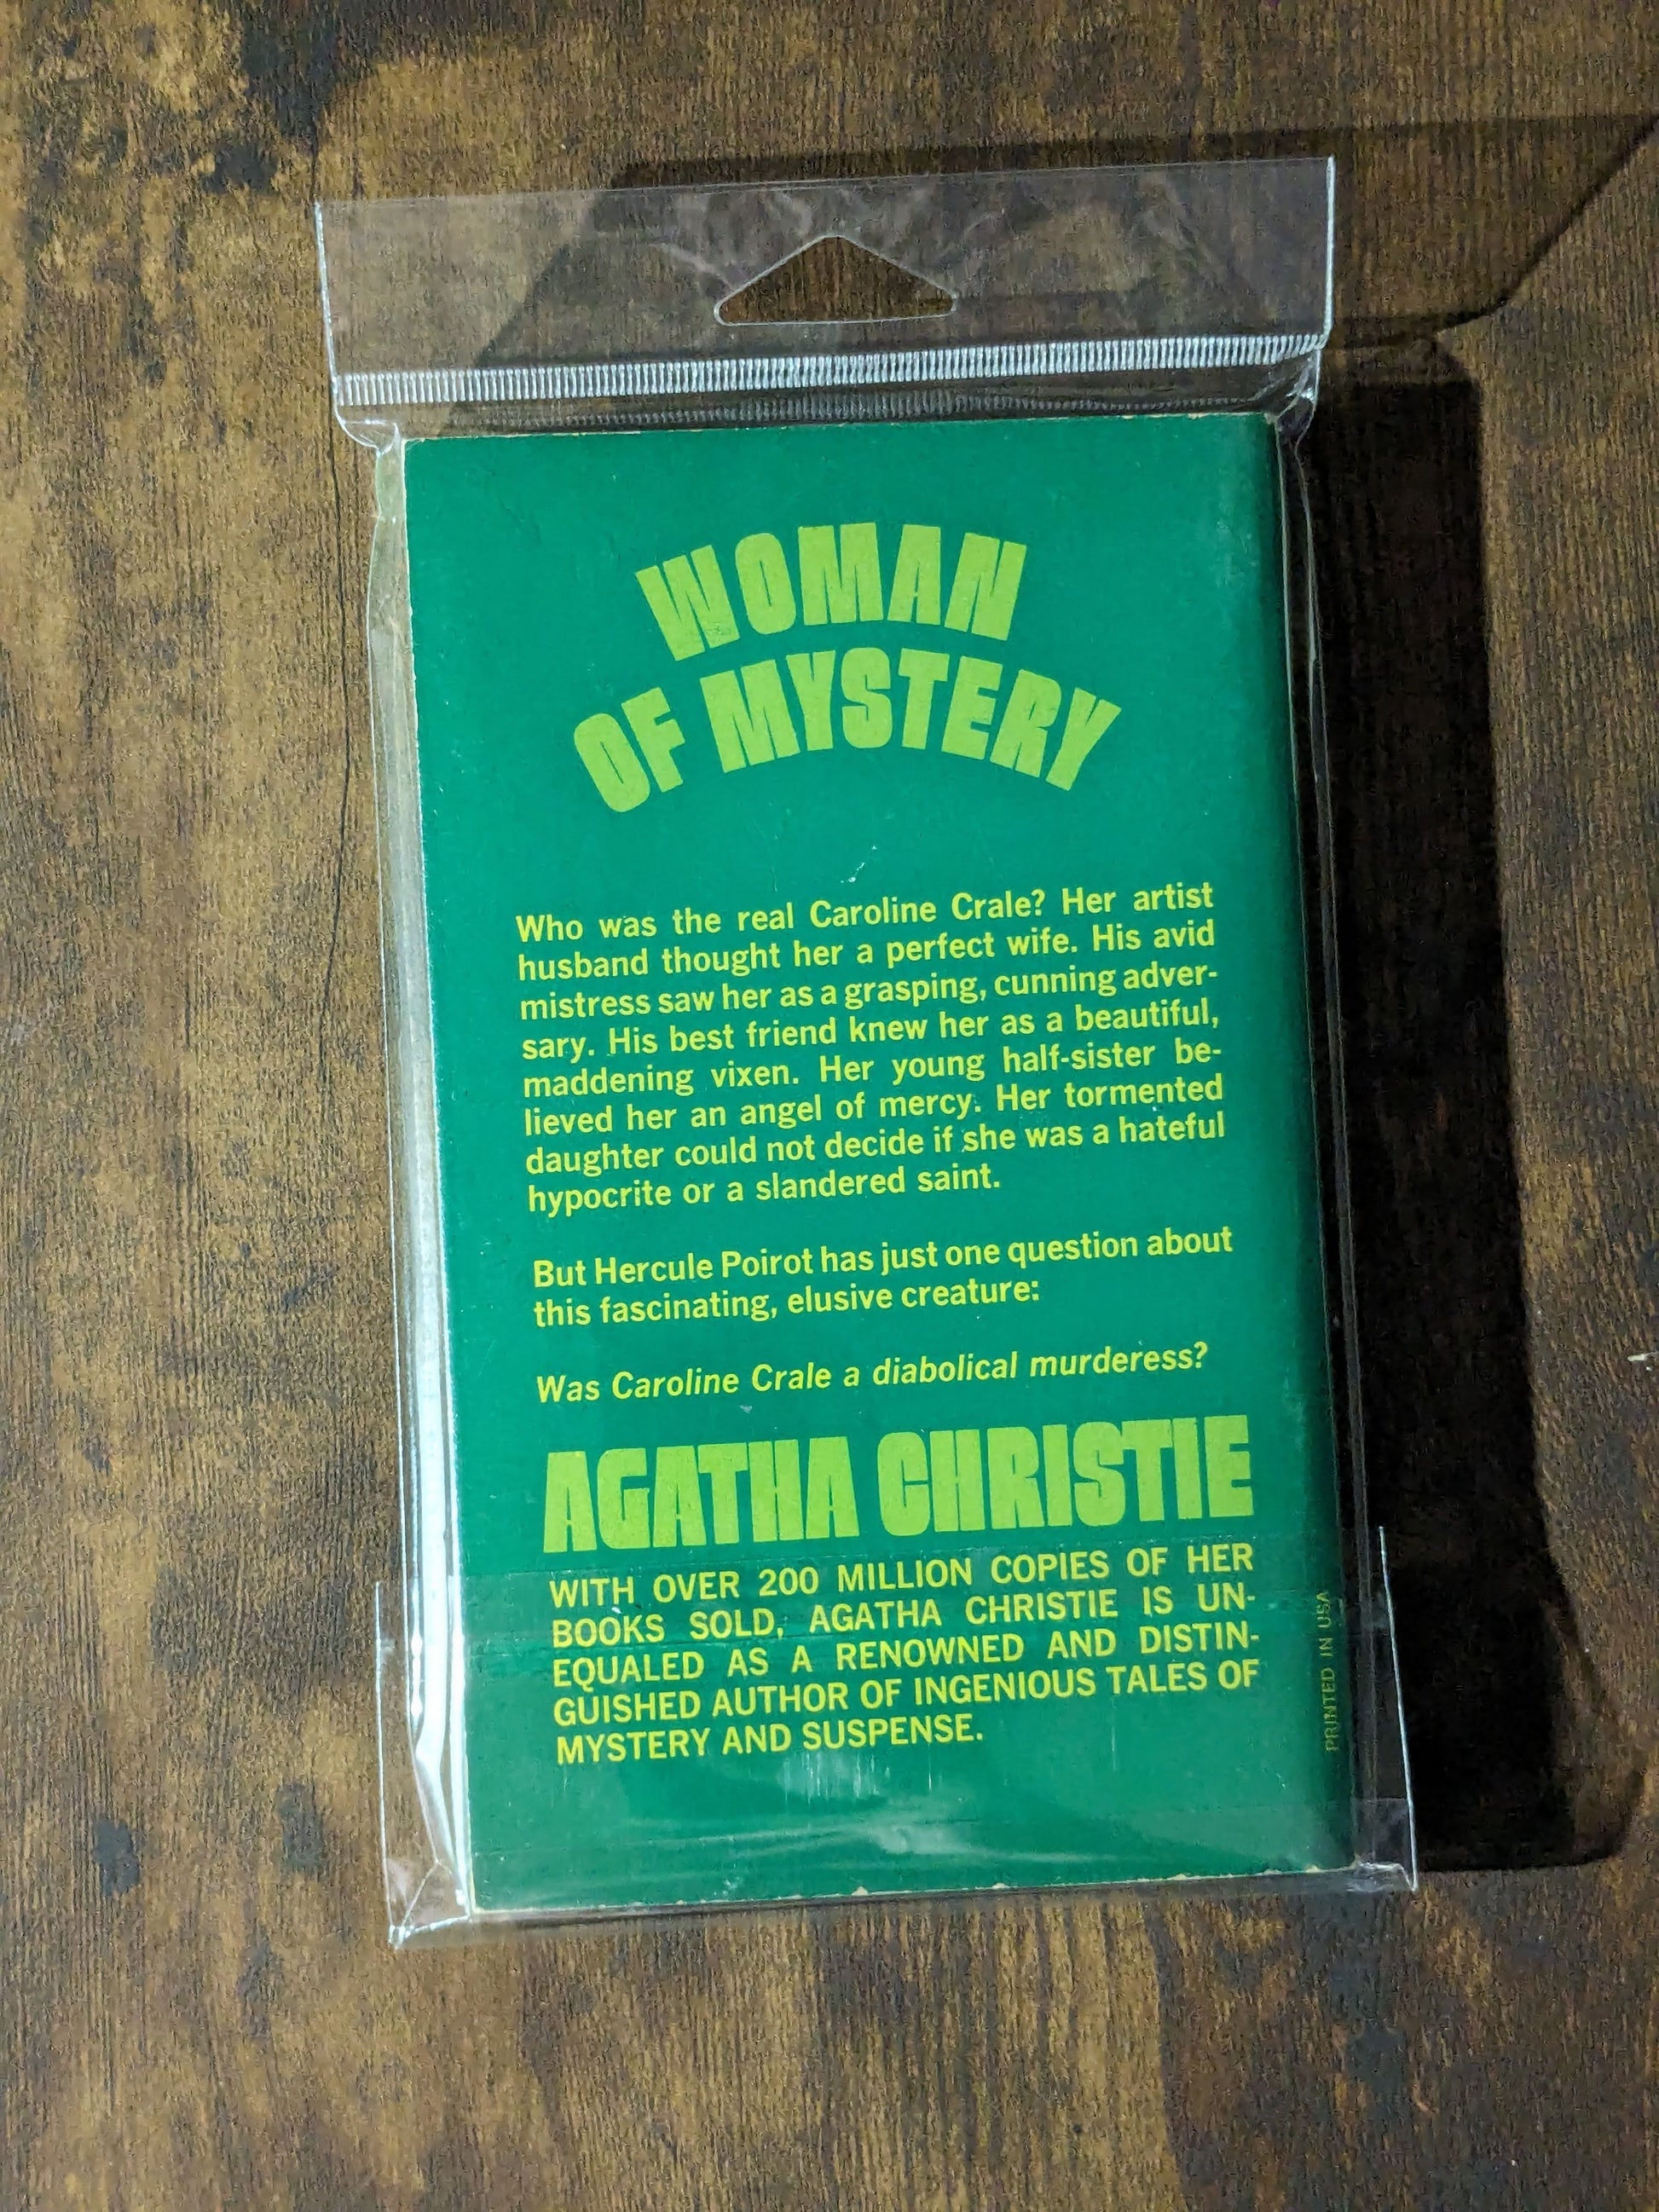 WOMAN
OF MYSTERY
Who was the real Caroline Crale? Her artist
husband thought her a perfect wife. His avid
mistress saw her as a grasping, cunning adver-
sary. His best friend knew her as a beautiful,
maddening vixen. Her young half-sister be-
lieved her an angel of mercy. Her tormented
daughter could not decide if she was a hateful
hypocrite or a slandered saint.
But Hercule Poirot has just one question about
this fascinating, elusive creature:
Was Caroline Crale a diabolical murderess?
AGATHA CHRISTIE
WITH OVER 200 MILLION COPIES OF HER
BOOKS SOLD, AGATHA CHRISTIE IS UN-
EQUALED AS A RENOWNED AND DISTIN-
GUISHED AUTHOR OF INGENIOUS TALES OF
MYSTERY AND SUSPENSE.
PRINTED IN USA